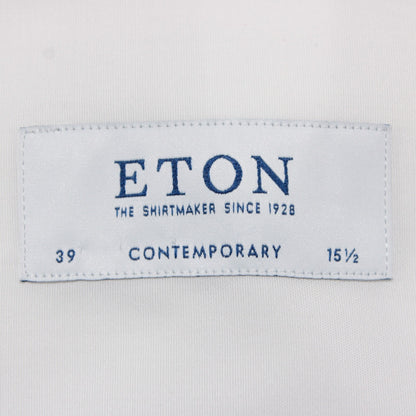 ETON
THE SHIRTMAKER SINCE 1928
39 CONTEMPORARY 15½